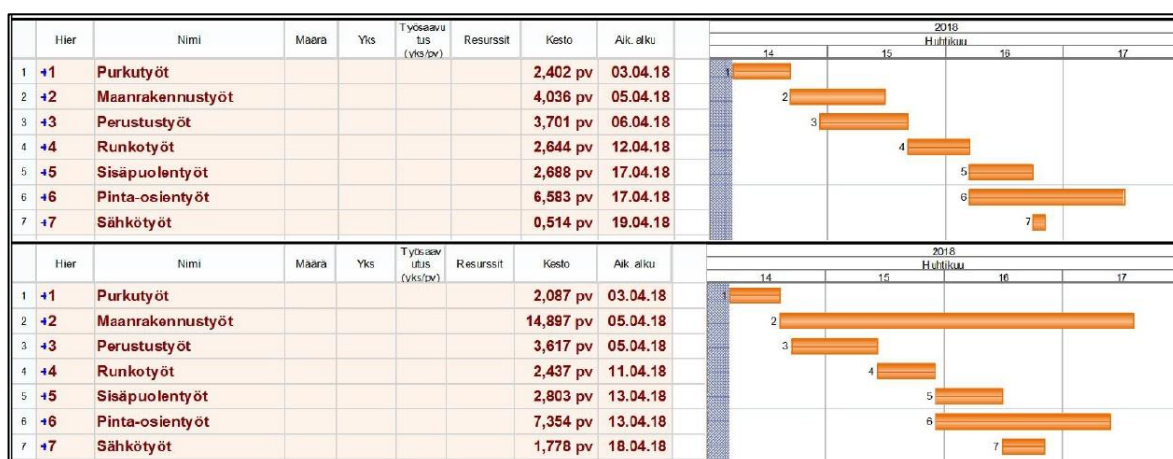 2018
Hier Nimi Määrä Yks Työsaavu Resurssit Kesto Aik. alku Huhtikuu
tus
(yks/pv) 14 15 16 17
1 +1 Purkutyöt 2,402 pv 03.04.18 1
2 +2 Maanrakennustyöt 4,036 pv 05.04.18 2
3 +3 Perustustyöt 3,701 pv 06.04.18 3
4 +4 Runkotyöt 2,644 pv 12.04.18 4
5 +5 Sisäpuolentyöt 2,688 pv 17.04.18 5
6 +6 Pinta-osientyöt 6,583 pv 17.04.18 6
7 +7 Sähkötyöt 0,514 pv 19.04.18 7
2018
Hier Nimi Määrä Yks Työsaav Resurssit Kesto Aik. alku Huhtikuu
utus
(yks/pv) 14 15 16 17
1 +1 Purkutyöt 2,087 pv 03.04.18 1
2 +2 Maanrakennustyöt 14,897 pv 05.04.18 2
3 +3 Perustustyöt 3,617 pv 05.04.18 3
4 +4 Runkotyöt 2,437 pv 11.04.18 4
5 +5 Sisäpuolentyöt 2,803 pv 13.04.18 5
6 +6 Pinta-osientyöt 7,354 pv 13.04.18 6
7 +7 Sähkötyöt 1,778 pv 18.04.18 7